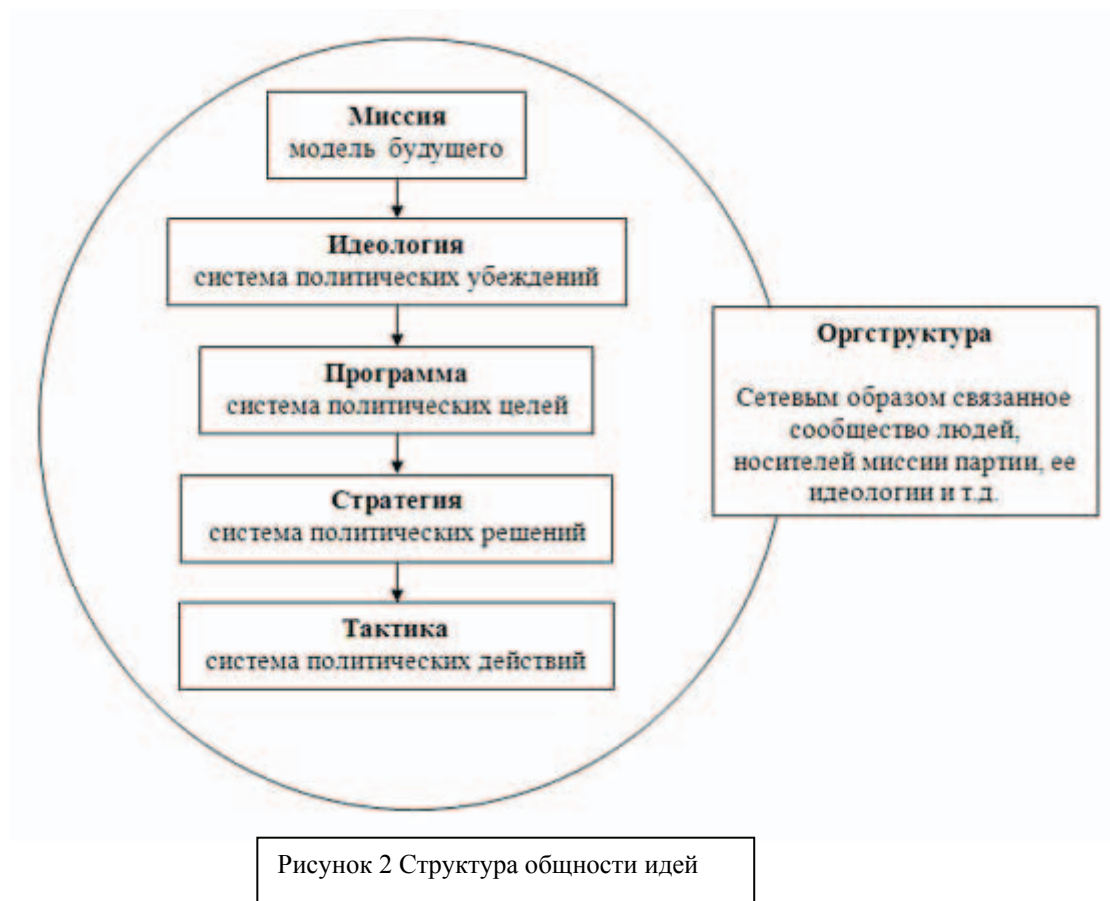 Миссия
модель будущего
Идеология
система политических убеждений
Программа
система политических целей
Стратегия
система политических решений
Тактика
система политических действий
Оргструктура
Сетевым образом связанное
сообщество людей,
носителей миссии партии, ее
идеологии и т.д.
Рисунок 2 Структура общности идей